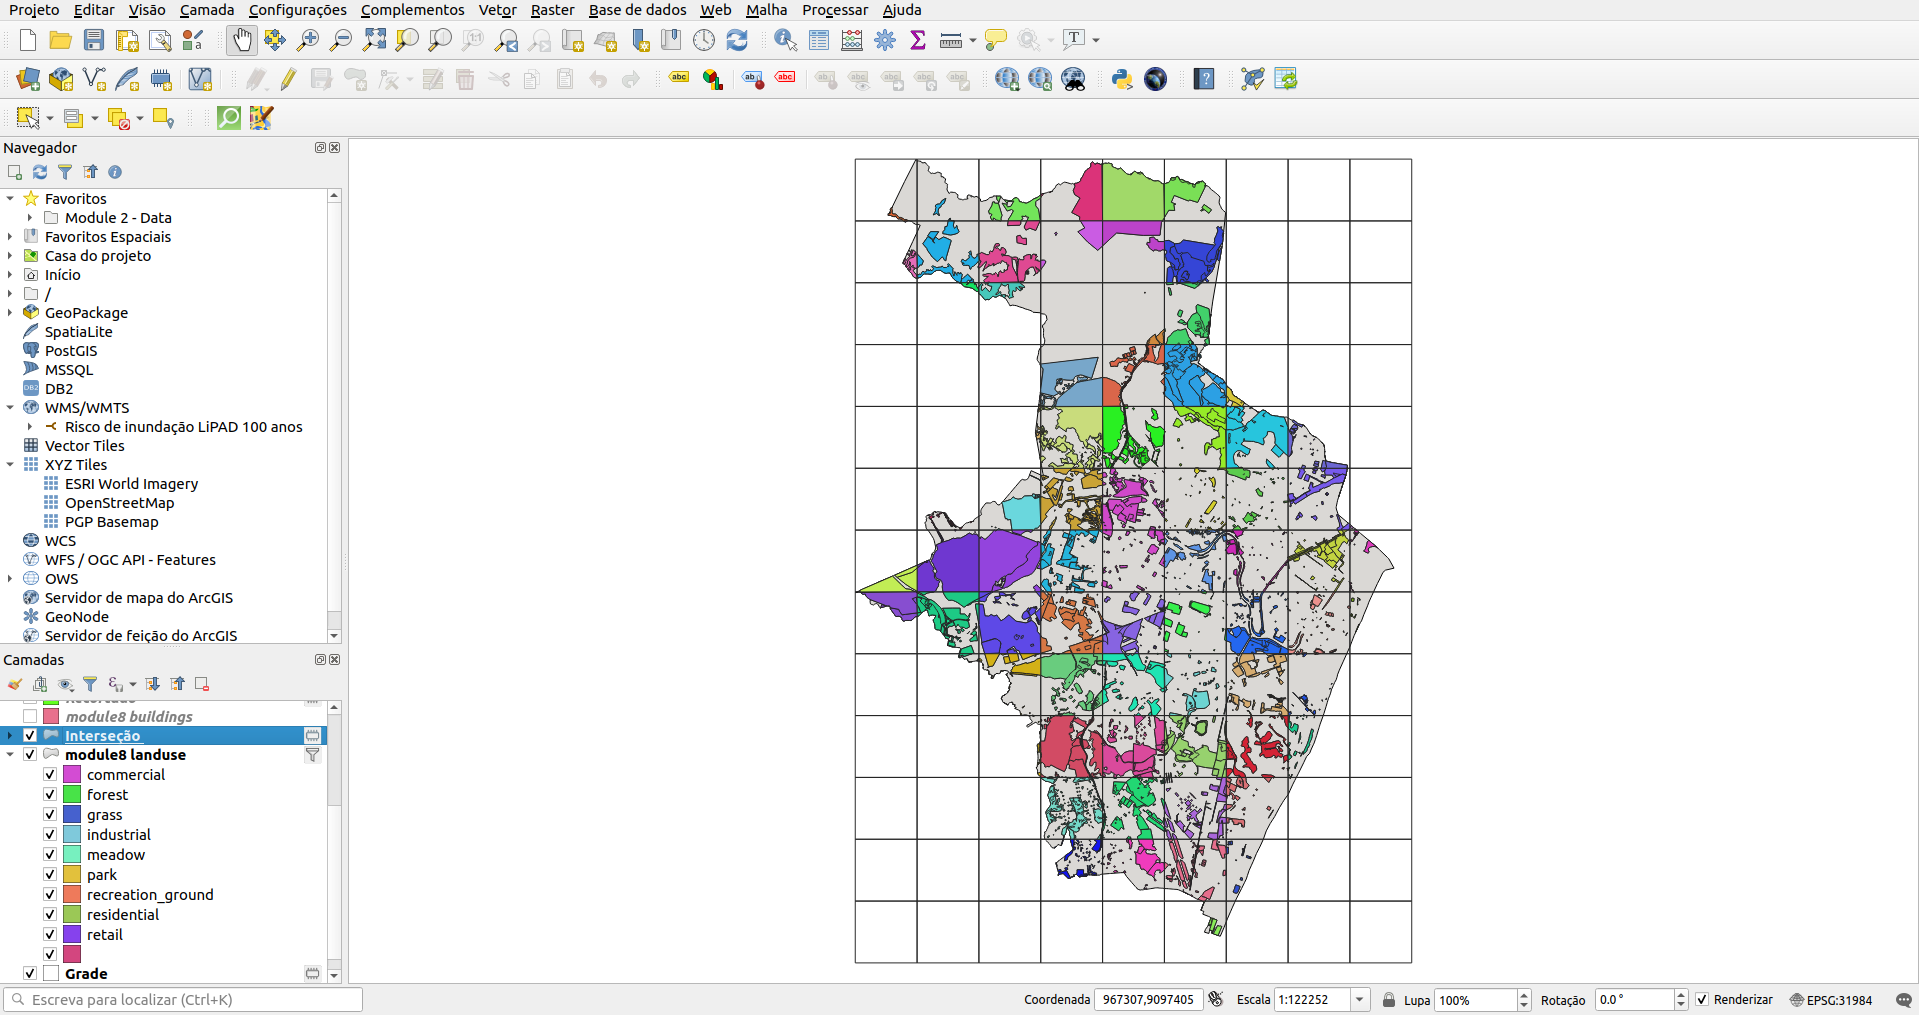 Projeto Editar Visão Camada Configurações Complementos Vetor Raster Base de dados Web Malha Processar Ajuda
Navegador
Favoritos
Module 2 - Data
Favoritos Espaciais
Casa do projeto
Início
/
GeoPackage
SpatiaLite
PostGIS
MSSQL
DB2
WMS/WMTS
Risco de inundação LiPAD 100 anos
Vector Tiles
XYZ Tiles
ESRI World Imagery
OpenStreetMap
PGP Basemap
WCS
WFS / OGC API - Features
OWS
Servidor de mapa do ArcGIS
GeoNode
Servidor de feição do ArcGIS
Camadas
module8 buildings
Interseção
module8 landuse
commercial
forest
grass
industrial
meadow
park
recreation_ground
residential
retail
Grade
Escreva para localizar (Ctrl+K)
Coordenada 967307,9097405 Escala 1:122252 Lupa 100% Rotação 0.0 ° Renderizar EPSG:31984